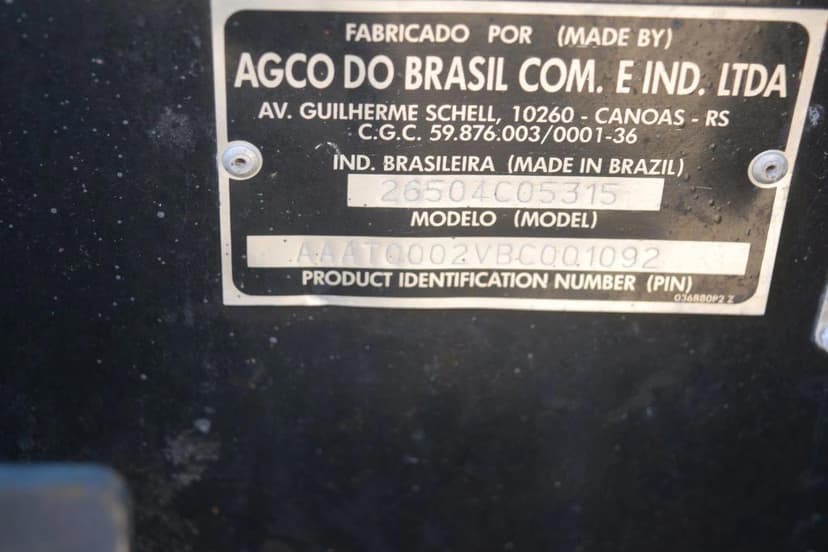 FABRICADO POR (MADE BY)
AGCO DO BRASIL COM. E IND. LTDA
AV. GUILHERME SCHELL, 10260 - CANOAS - RS
C.G.C. 59.876.003/0001-36
IND. BRASILEIRA (MADE IN BRAZIL)
26504C05315
MODELO (MODEL)
AAAT0002VBC001092
PRODUCT IDENTIFICATION NUMBER (PIN)
036880P2 Z